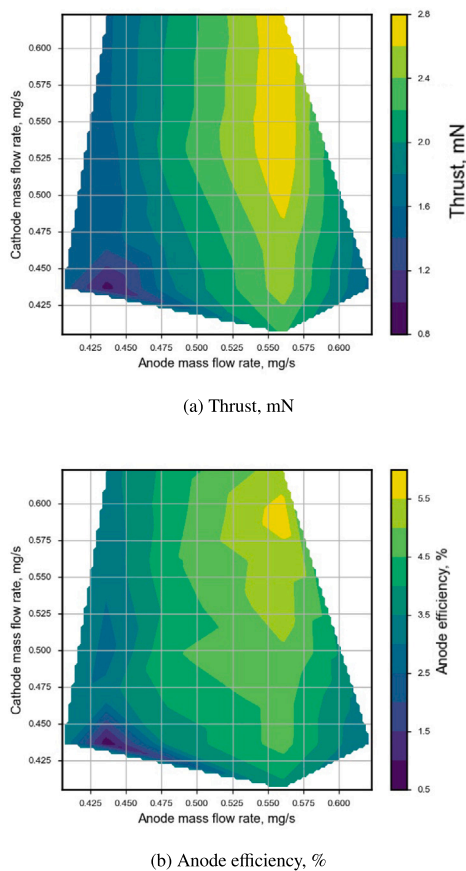 0.600
0.575
0.550
0.525
0.500
0.475
0.450
0.425
Cathode mass flow rate, mg/s
0.425 0.450 0.475 0.500 0.525 0.550 0.575 0.600
Anode mass flow rate, mg/s
2.8
2.4
2.0
1.6
1.2
0.8
Thrust, mN
(a) Thrust, mN
0.600
0.575
0.550
0.525
0.500
0.475
0.450
0.425
Cathode mass flow rate, mg/s
0.425 0.450 0.475 0.500 0.525 0.550 0.575 0.600
Anode mass flow rate, mg/s
5.5
4.5
3.5
2.5
1.5
0.5
Anode efficiency, %
(b) Anode efficiency, %